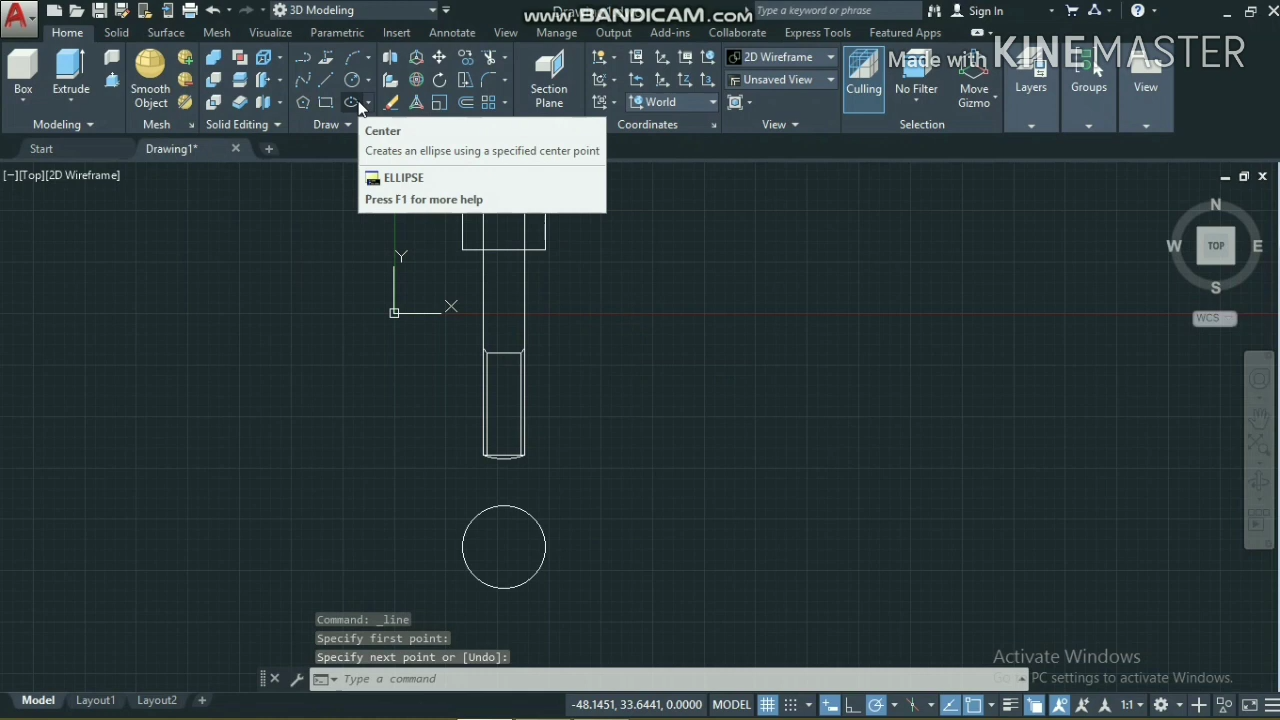 3D Modeling
www.BANDICAM.com
Type a keyword or phrase
Sign In
Home Solid Surface Mesh Visualize Parametric Insert Annotate View Manage Output Add-ins Collaborate Express Tools Featured Apps
Made with KINEMASTER
Box
Extrude
Smooth
Object
Section
Plane
2D Wireframe
Unsaved View
World
Culling
No Filter
Move
Gizmo
Layers
Groups
View
Modeling
Mesh
Solid Editing
Draw
Coordinates
View
Selection
Start
Drawing1*
Center
Creates an ellipse using a specified center point
ELLIPSE
Press F1 for more help
[−][Top][2D Wireframe]
N
W
TOP
E
S
WCS
Y
X
Command: _line
Specify first point:
Specify next point or [Undo]:
Type a command
Activate Windows
Go to PC settings to activate Windows.
Model
Layout1
Layout2
-48.1451, 33.6441, 0.0000
MODEL
1:1